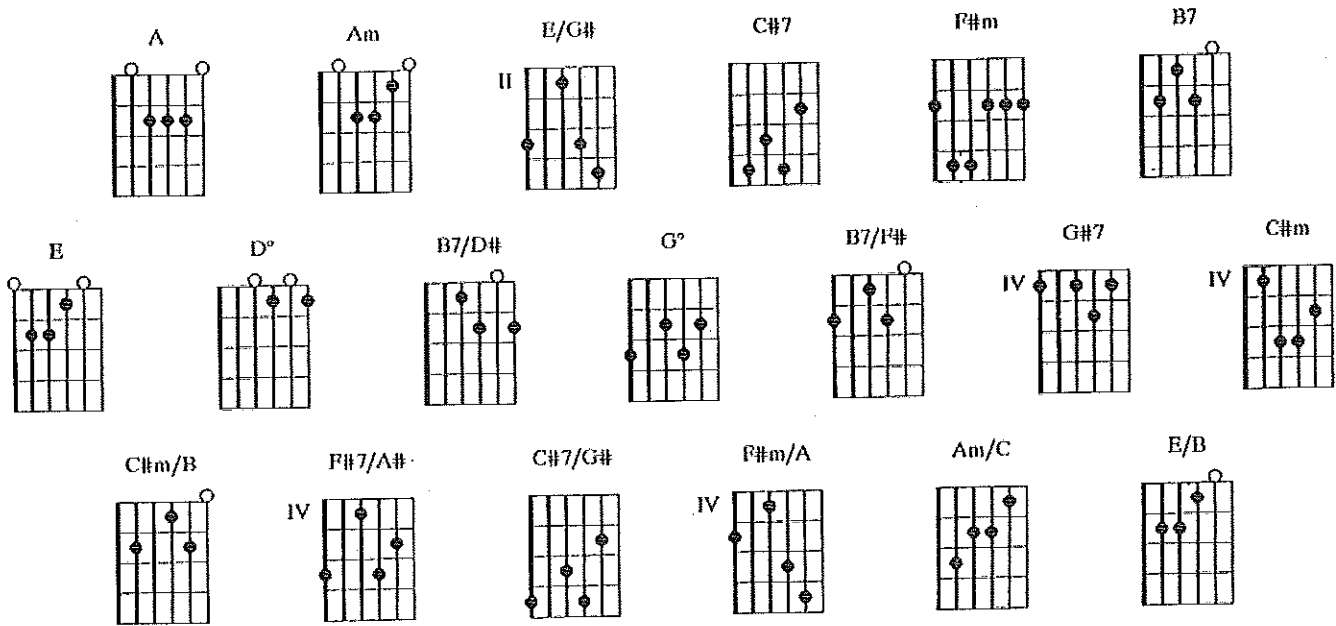 A Am E/G# C#7 F#m B7
II
E D° B7/D# G° B7/F# G#7 C#m
IV IV
C#m/B F#7/A# C#7/G# F#m/A Am/C E/B
IV IV